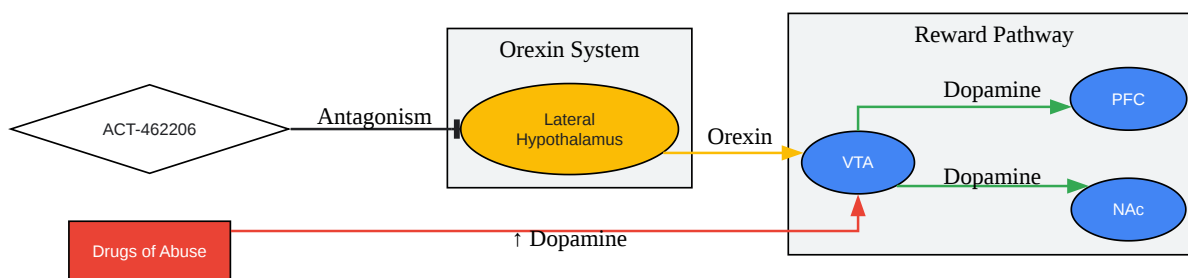 Orexin System
Reward Pathway
ACT-462206
Antagonism
Lateral
Hypothalamus
Orexin
VTA
Dopamine
PFC
Dopamine
NAc
Drugs of Abuse
↑ Dopamine